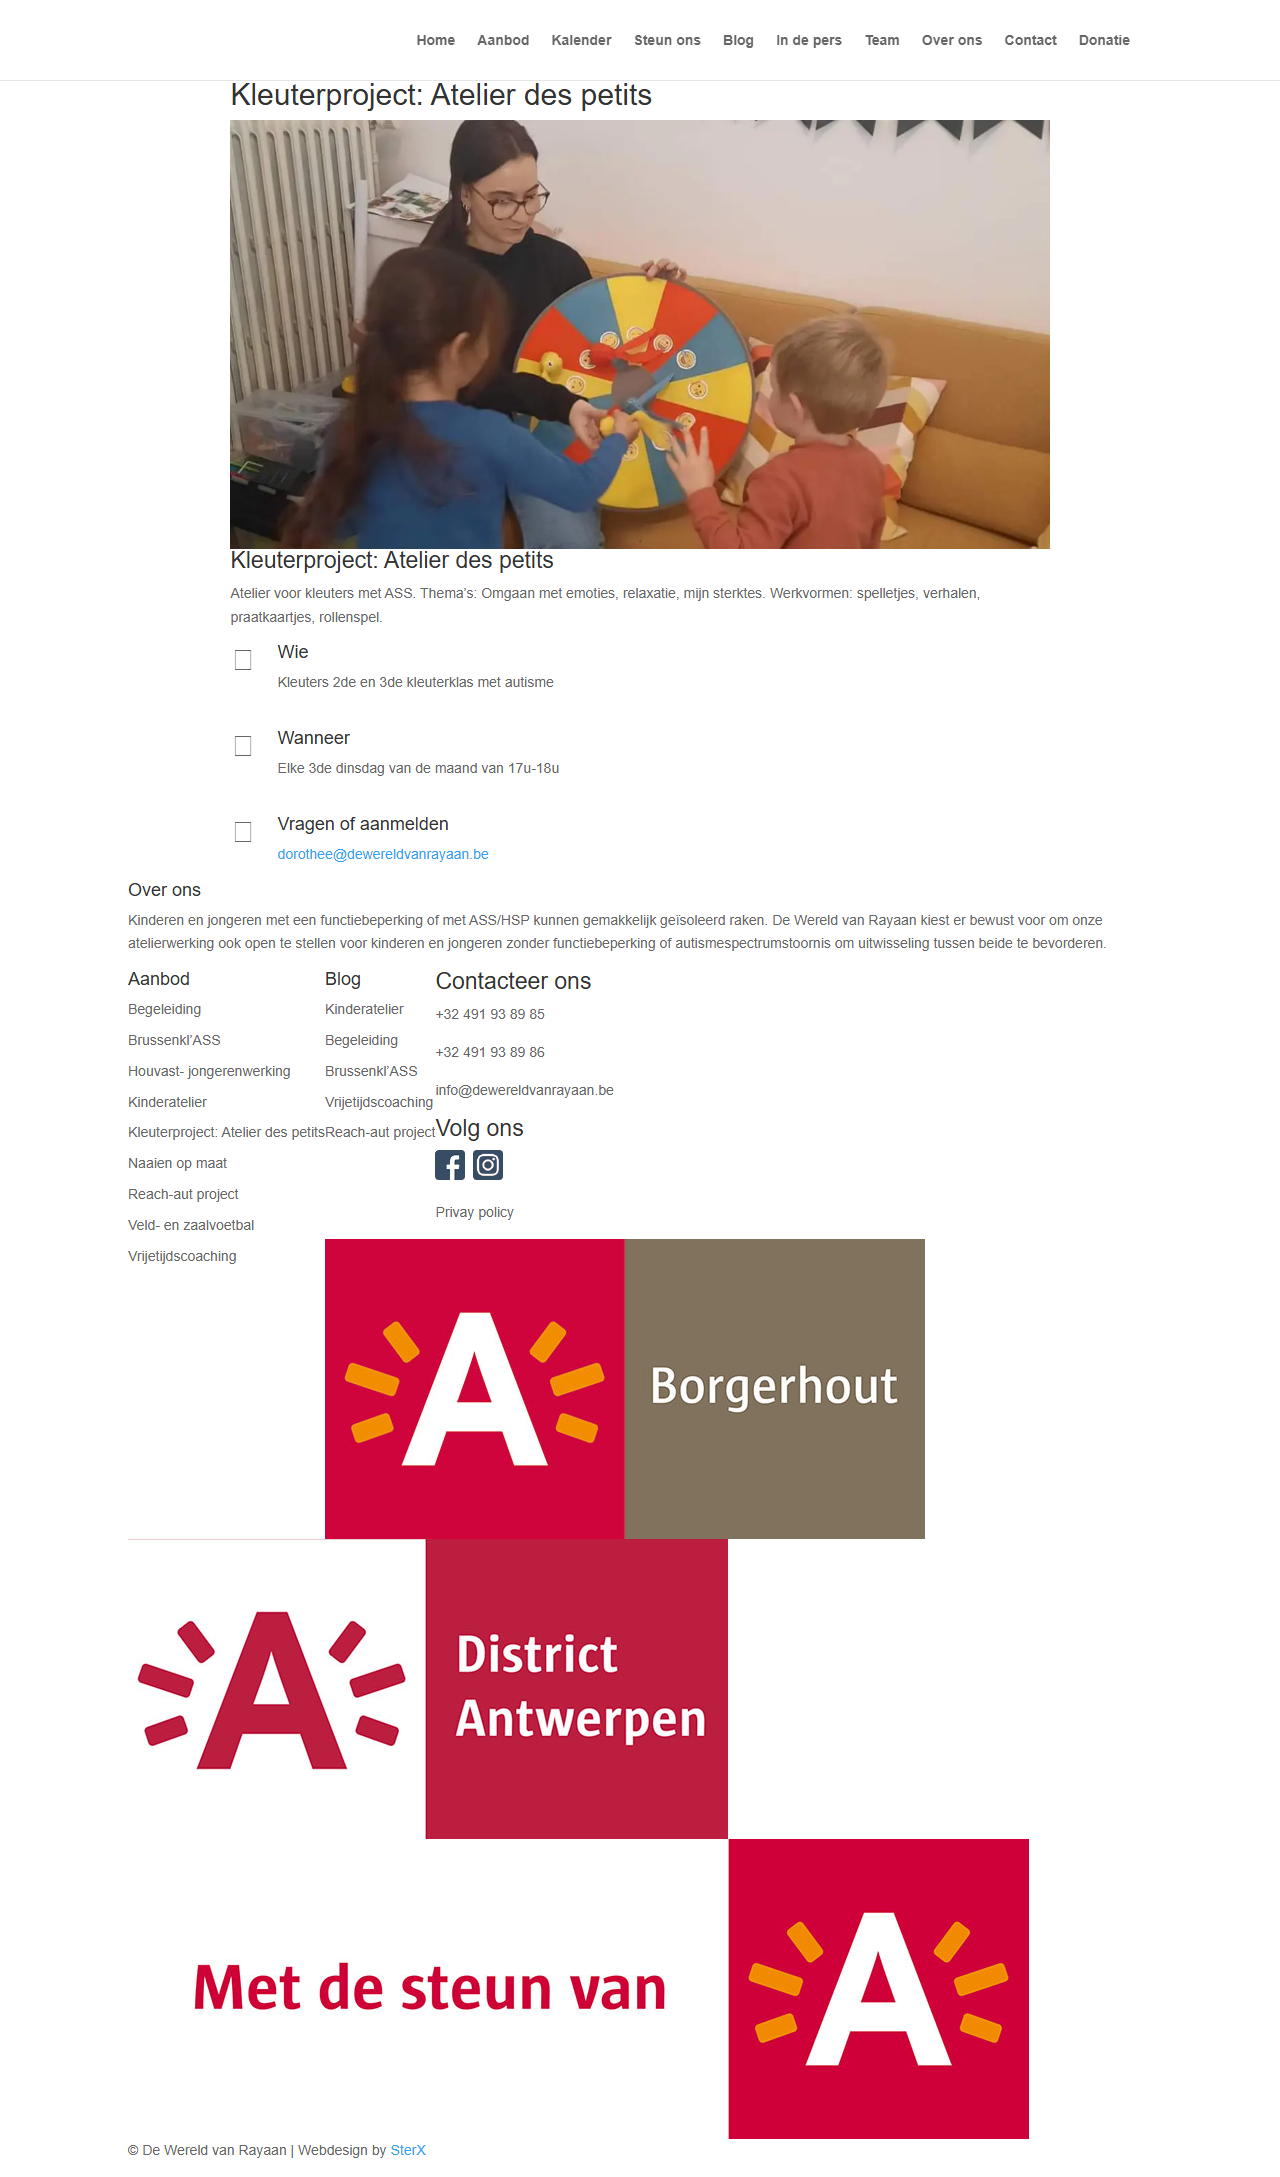 Home Aanbod Kalender Steun ons Blog In de pers Team Over ons Contact Donatie
Kleuterproject: Atelier des petits
Kleuterproject: Atelier des petits
Atelier voor kleuters met ASS. Thema’s: Omgaan met emoties, relaxatie, mijn sterktes. Werkvormen: spelletjes, verhalen,
praatkaartjes, rollenspel.
Wie
Kleuters 2de en 3de kleuterklas met autisme
Wanneer
Elke 3de dinsdag van de maand van 17u-18u
Vragen of aanmelden
dorothee@dewereldvanrayaan.be
Over ons
Kinderen en jongeren met een functiebeperking of met ASS/HSP kunnen gemakkelijk geïsoleerd raken. De Wereld van Rayaan kiest er bewust voor om onze
atelierwerking ook open te stellen voor kinderen en jongeren zonder functiebeperking of autismespectrumstoornis om uitwisseling tussen beide te bevorderen.
Aanbod
Begeleiding
Brussenkl’ASS
Houvast- jongerenwerking
Kinderatelier
Kleuterproject: Atelier des petits
Naaien op maat
Reach-aut project
Veld- en zaalvoetbal
Vrijetijdscoaching
Blog
Kinderatelier
Begeleiding
Brussenkl’ASS
Vrijetijdscoaching
Reach-aut project
Contacteer ons
+32 491 93 89 85
+32 491 93 89 86
info@dewereldvanrayaan.be
Volg ons
Privay policy
A Borgerhout
A District
Antwerpen
Met de steun van A
© De Wereld van Rayaan | Webdesign by SterX